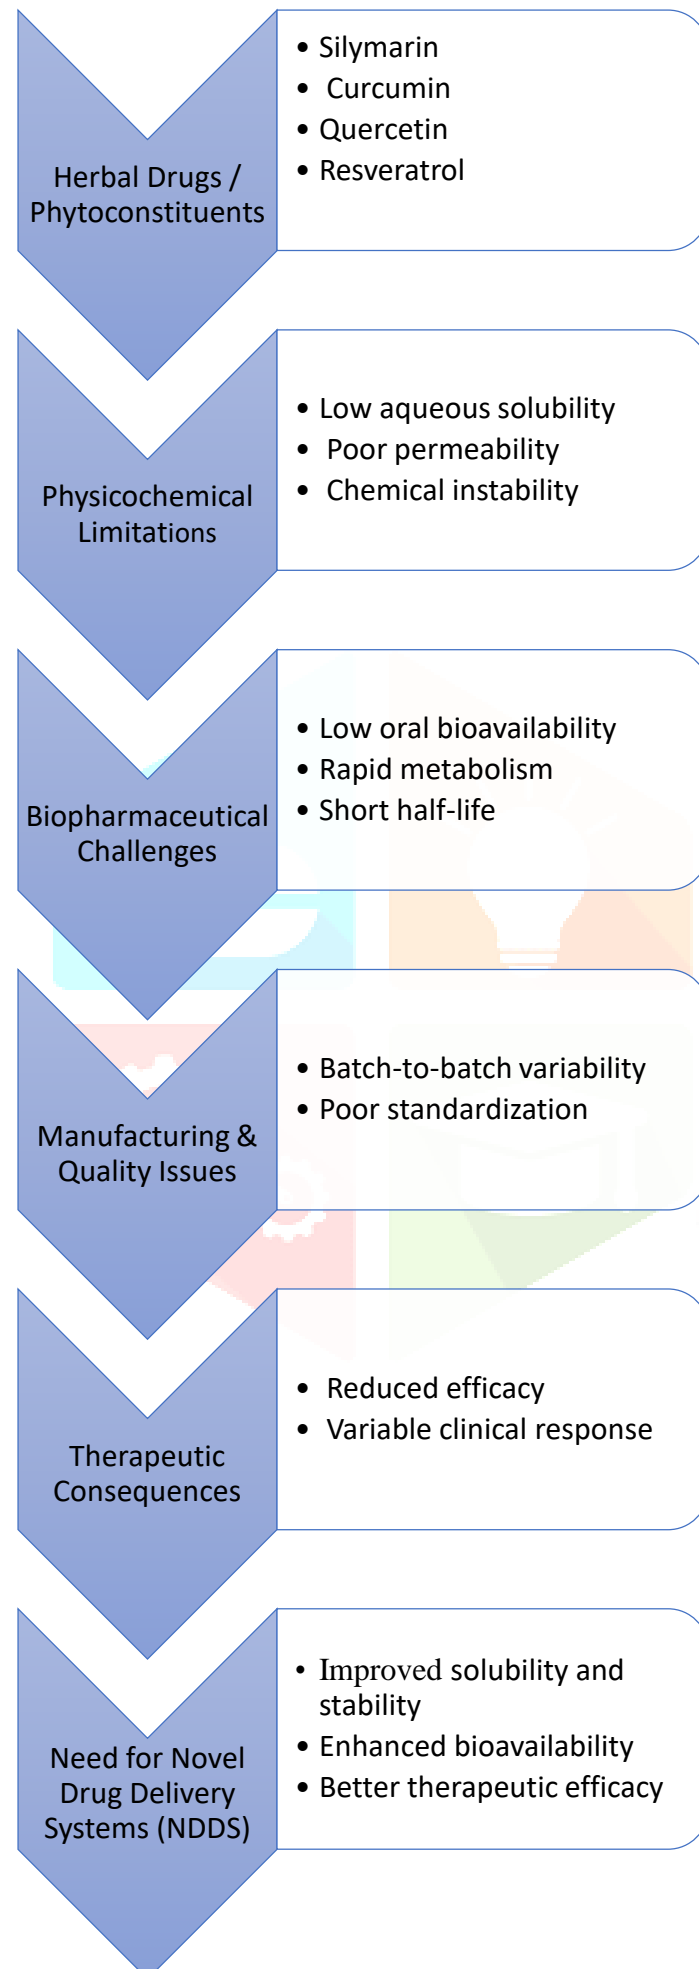 Herbal Drugs /
Phytoconstituents
• Silymarin
• Curcumin
• Quercetin
• Resveratrol
Physicochemical
Limitations
• Low aqueous solubility
• Poor permeability
• Chemical instability
Biopharmaceutical
Challenges
• Low oral bioavailability
• Rapid metabolism
• Short half-life
Manufacturing &
Quality Issues
• Batch-to-batch variability
• Poor standardization
Therapeutic
Consequences
• Reduced efficacy
• Variable clinical response
Need for Novel
Drug Delivery
Systems (NDDS)
• Improved solubility and
stability
• Enhanced bioavailability
• Better therapeutic efficacy